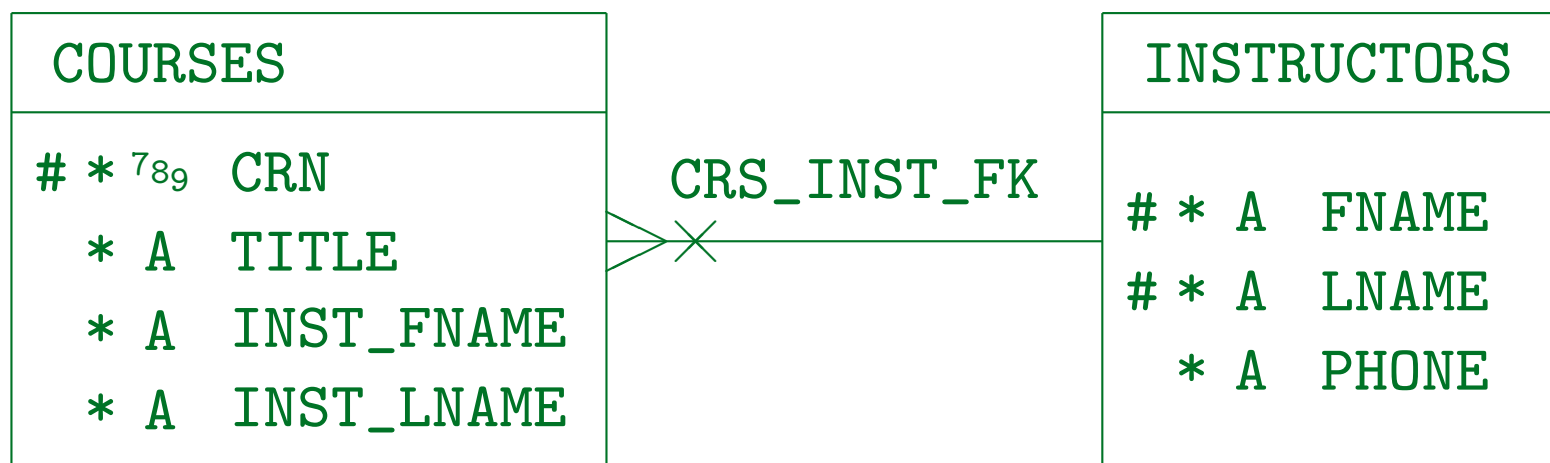 COURSES
# * 789 CRN
* A TITLE
* A INST_FNAME
* A INST_LNAME
CRS_INST_FK
INSTRUCTORS
# * A FNAME
# * A LNAME
* A PHONE